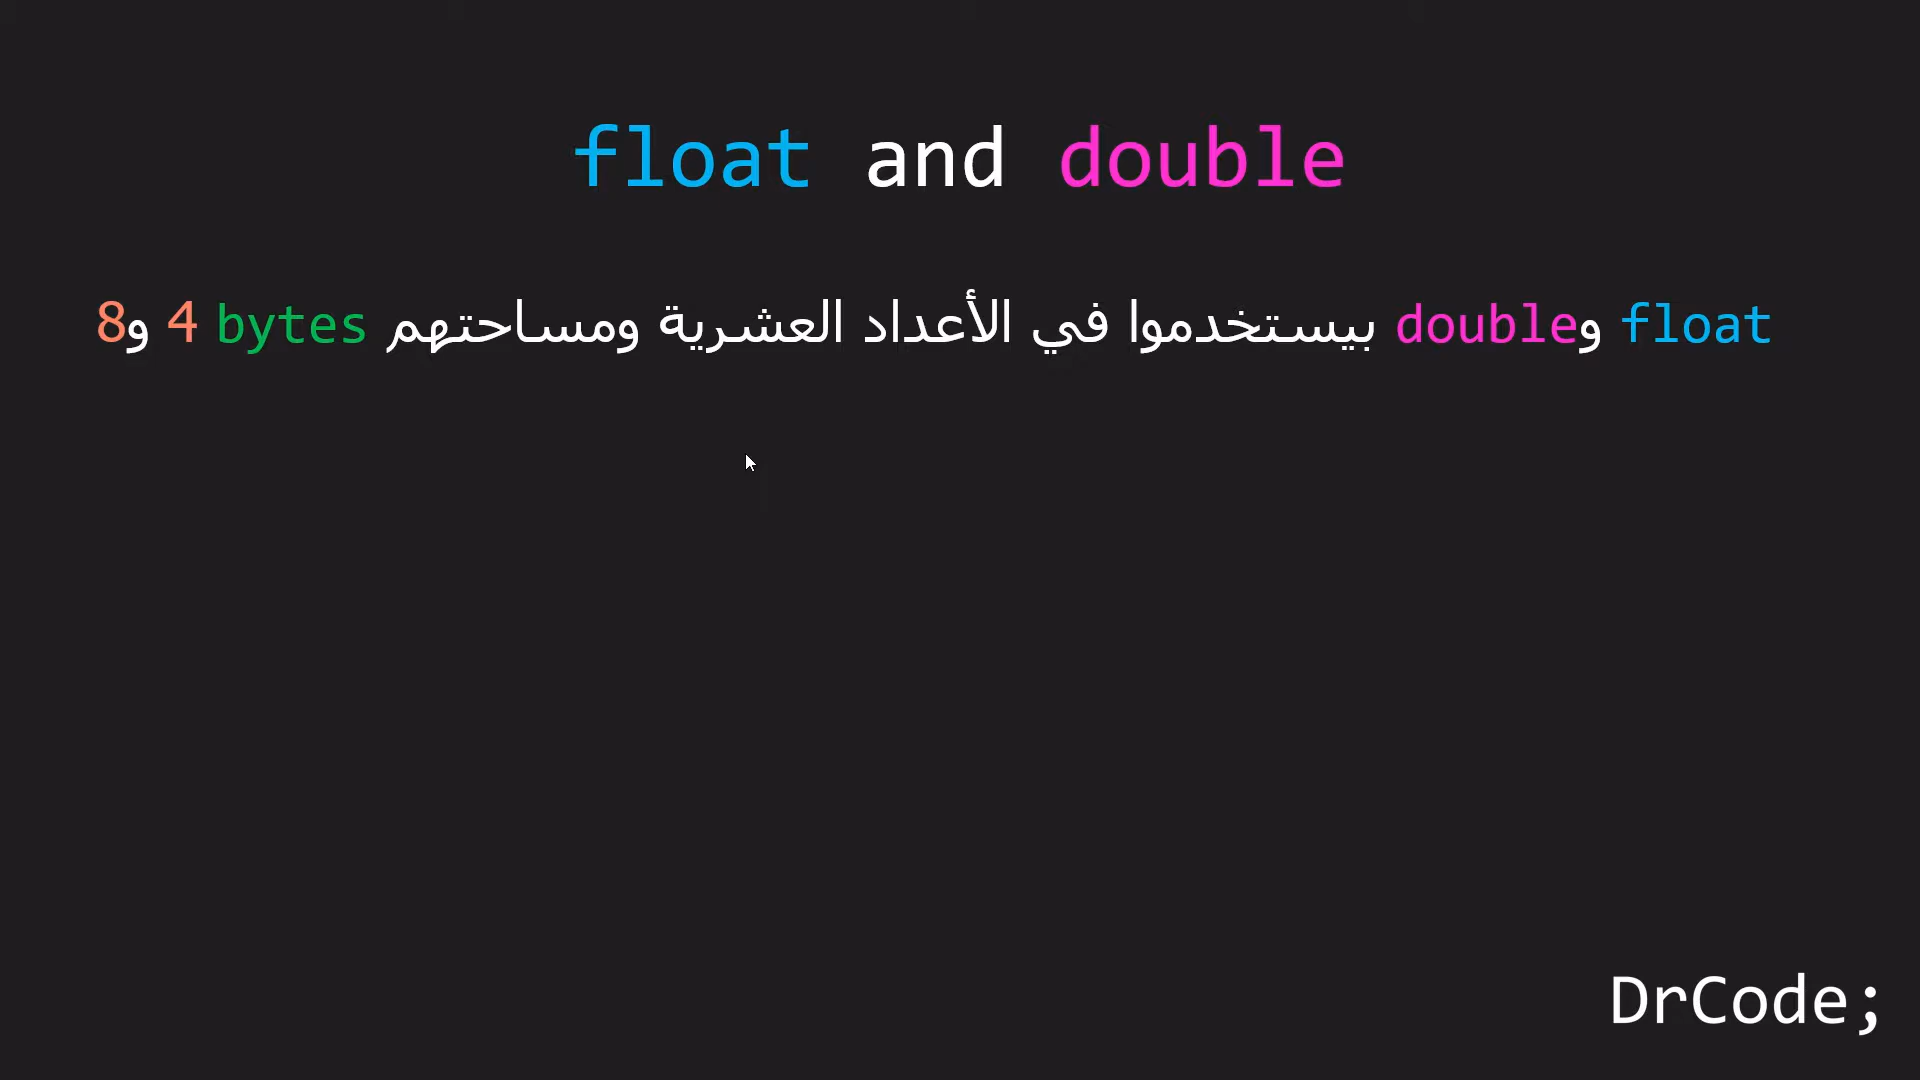 float and double
float وdouble بيستخدموا في الأعداد العشرية ومساحتهم bytes 4 و8
DrCode;